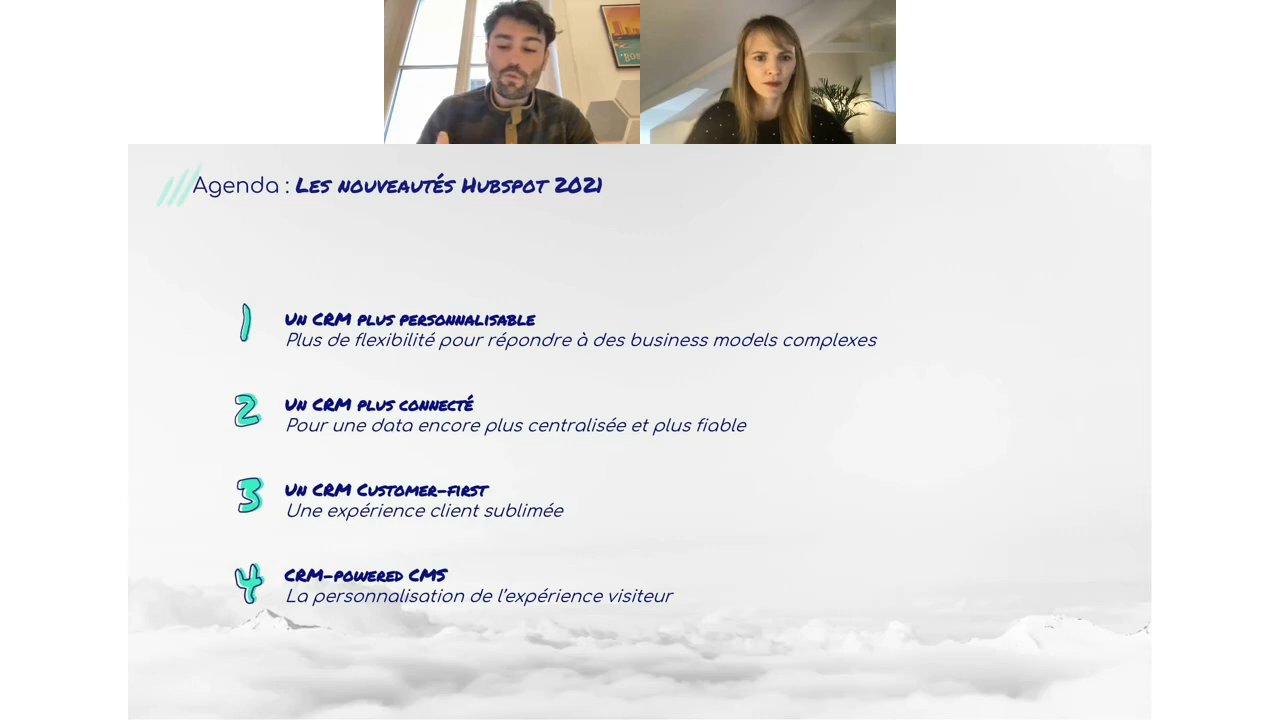 Agenda : Les nouveautés Hubspot 2021
1
Un CRM plus personnalisable
Plus de flexibilité pour répondre à des business models complexes
2
Un CRM plus connecté
Pour une data encore plus centralisée et plus fiable
3
Un CRM Customer-first
Une expérience client sublimée
4
CRM-powered CMS
La personnalisation de l'expérience visiteur